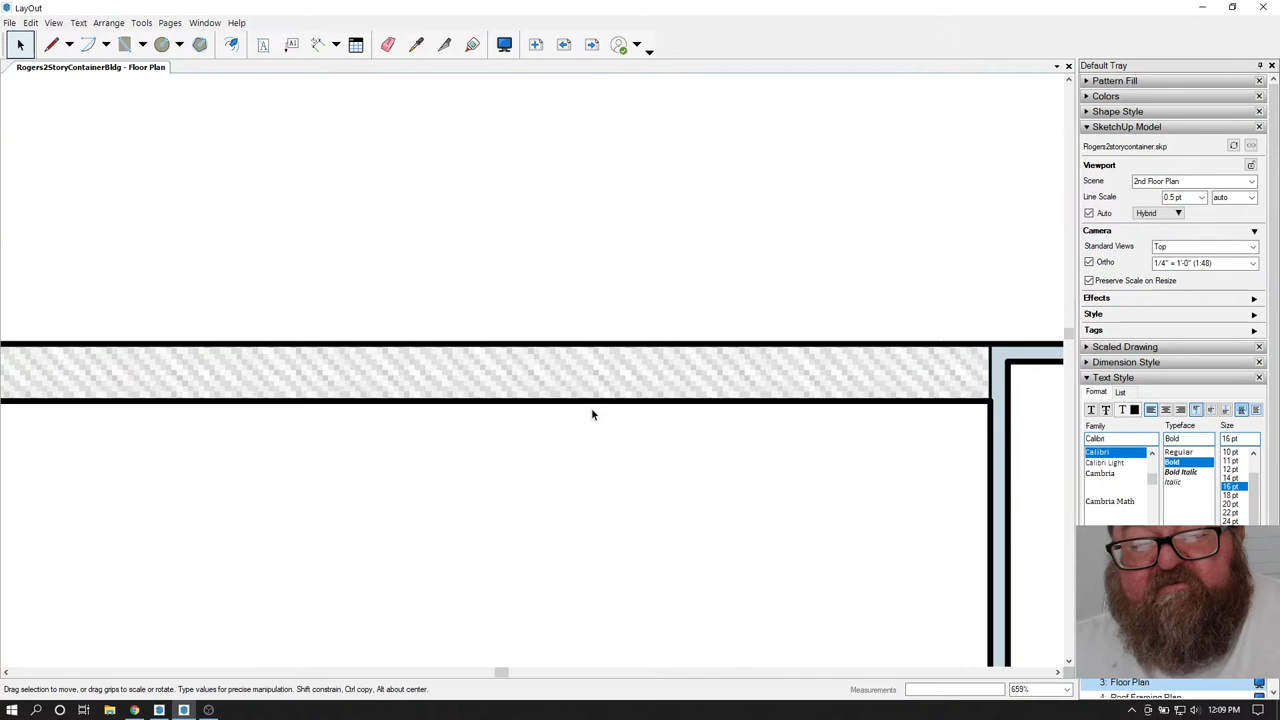 LayOut
File Edit View Text Arrange Tools Pages Window Help
Rogers2StoryContainerBldg - Floor Plan
Default Tray
Pattern Fill
Colors
Shape Style
SketchUp Model
Rogers2storycontainer.skp
Viewport
Scene 2nd Floor Plan
Line Scale 0.5 pt auto
Auto Hybrid
Camera
Standard Views Top
Ortho 1/4" = 1'-0" (1:48)
Preserve Scale on Resize
Effects
Style
Tags
Scaled Drawing
Dimension Style
Text Style
Format List
Family Typeface Size
Calibri Bold 16 pt
Calibri Regular 10 pt
Calibri Light Bold 11 pt
Cambria Bold Italic 12 pt
Italic 14 pt
16 pt
Cambria Math 18 pt
20 pt
22 pt
24 pt
3: Floor Plan
4: Roof Framing Plan
Drag selection to move, or drag grips to scale or rotate. Type values for precise manipulation. Shift constrain, Ctrl copy, Alt about center.
Measurements 659%
12:09 PM